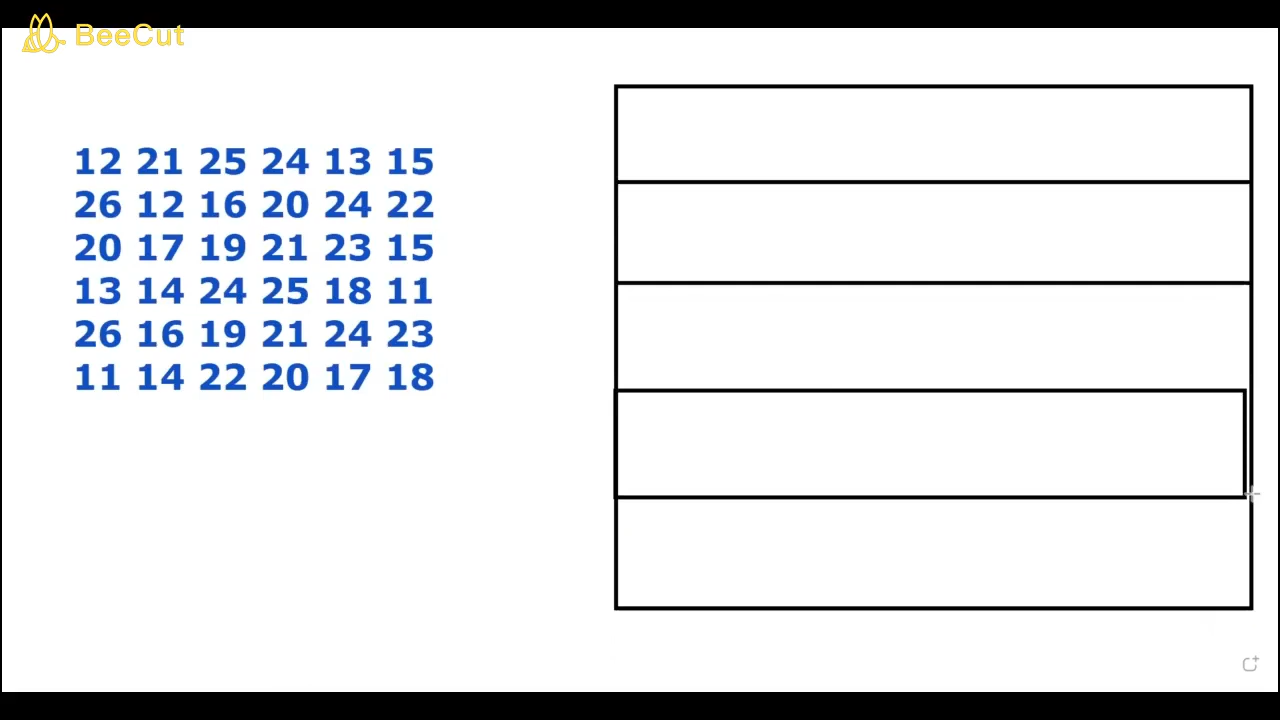 BeeCut
12 21 25 24 13 15
26 12 16 20 24 22
20 17 19 21 23 15
13 14 24 25 18 11
26 16 19 21 24 23
11 14 22 20 17 18